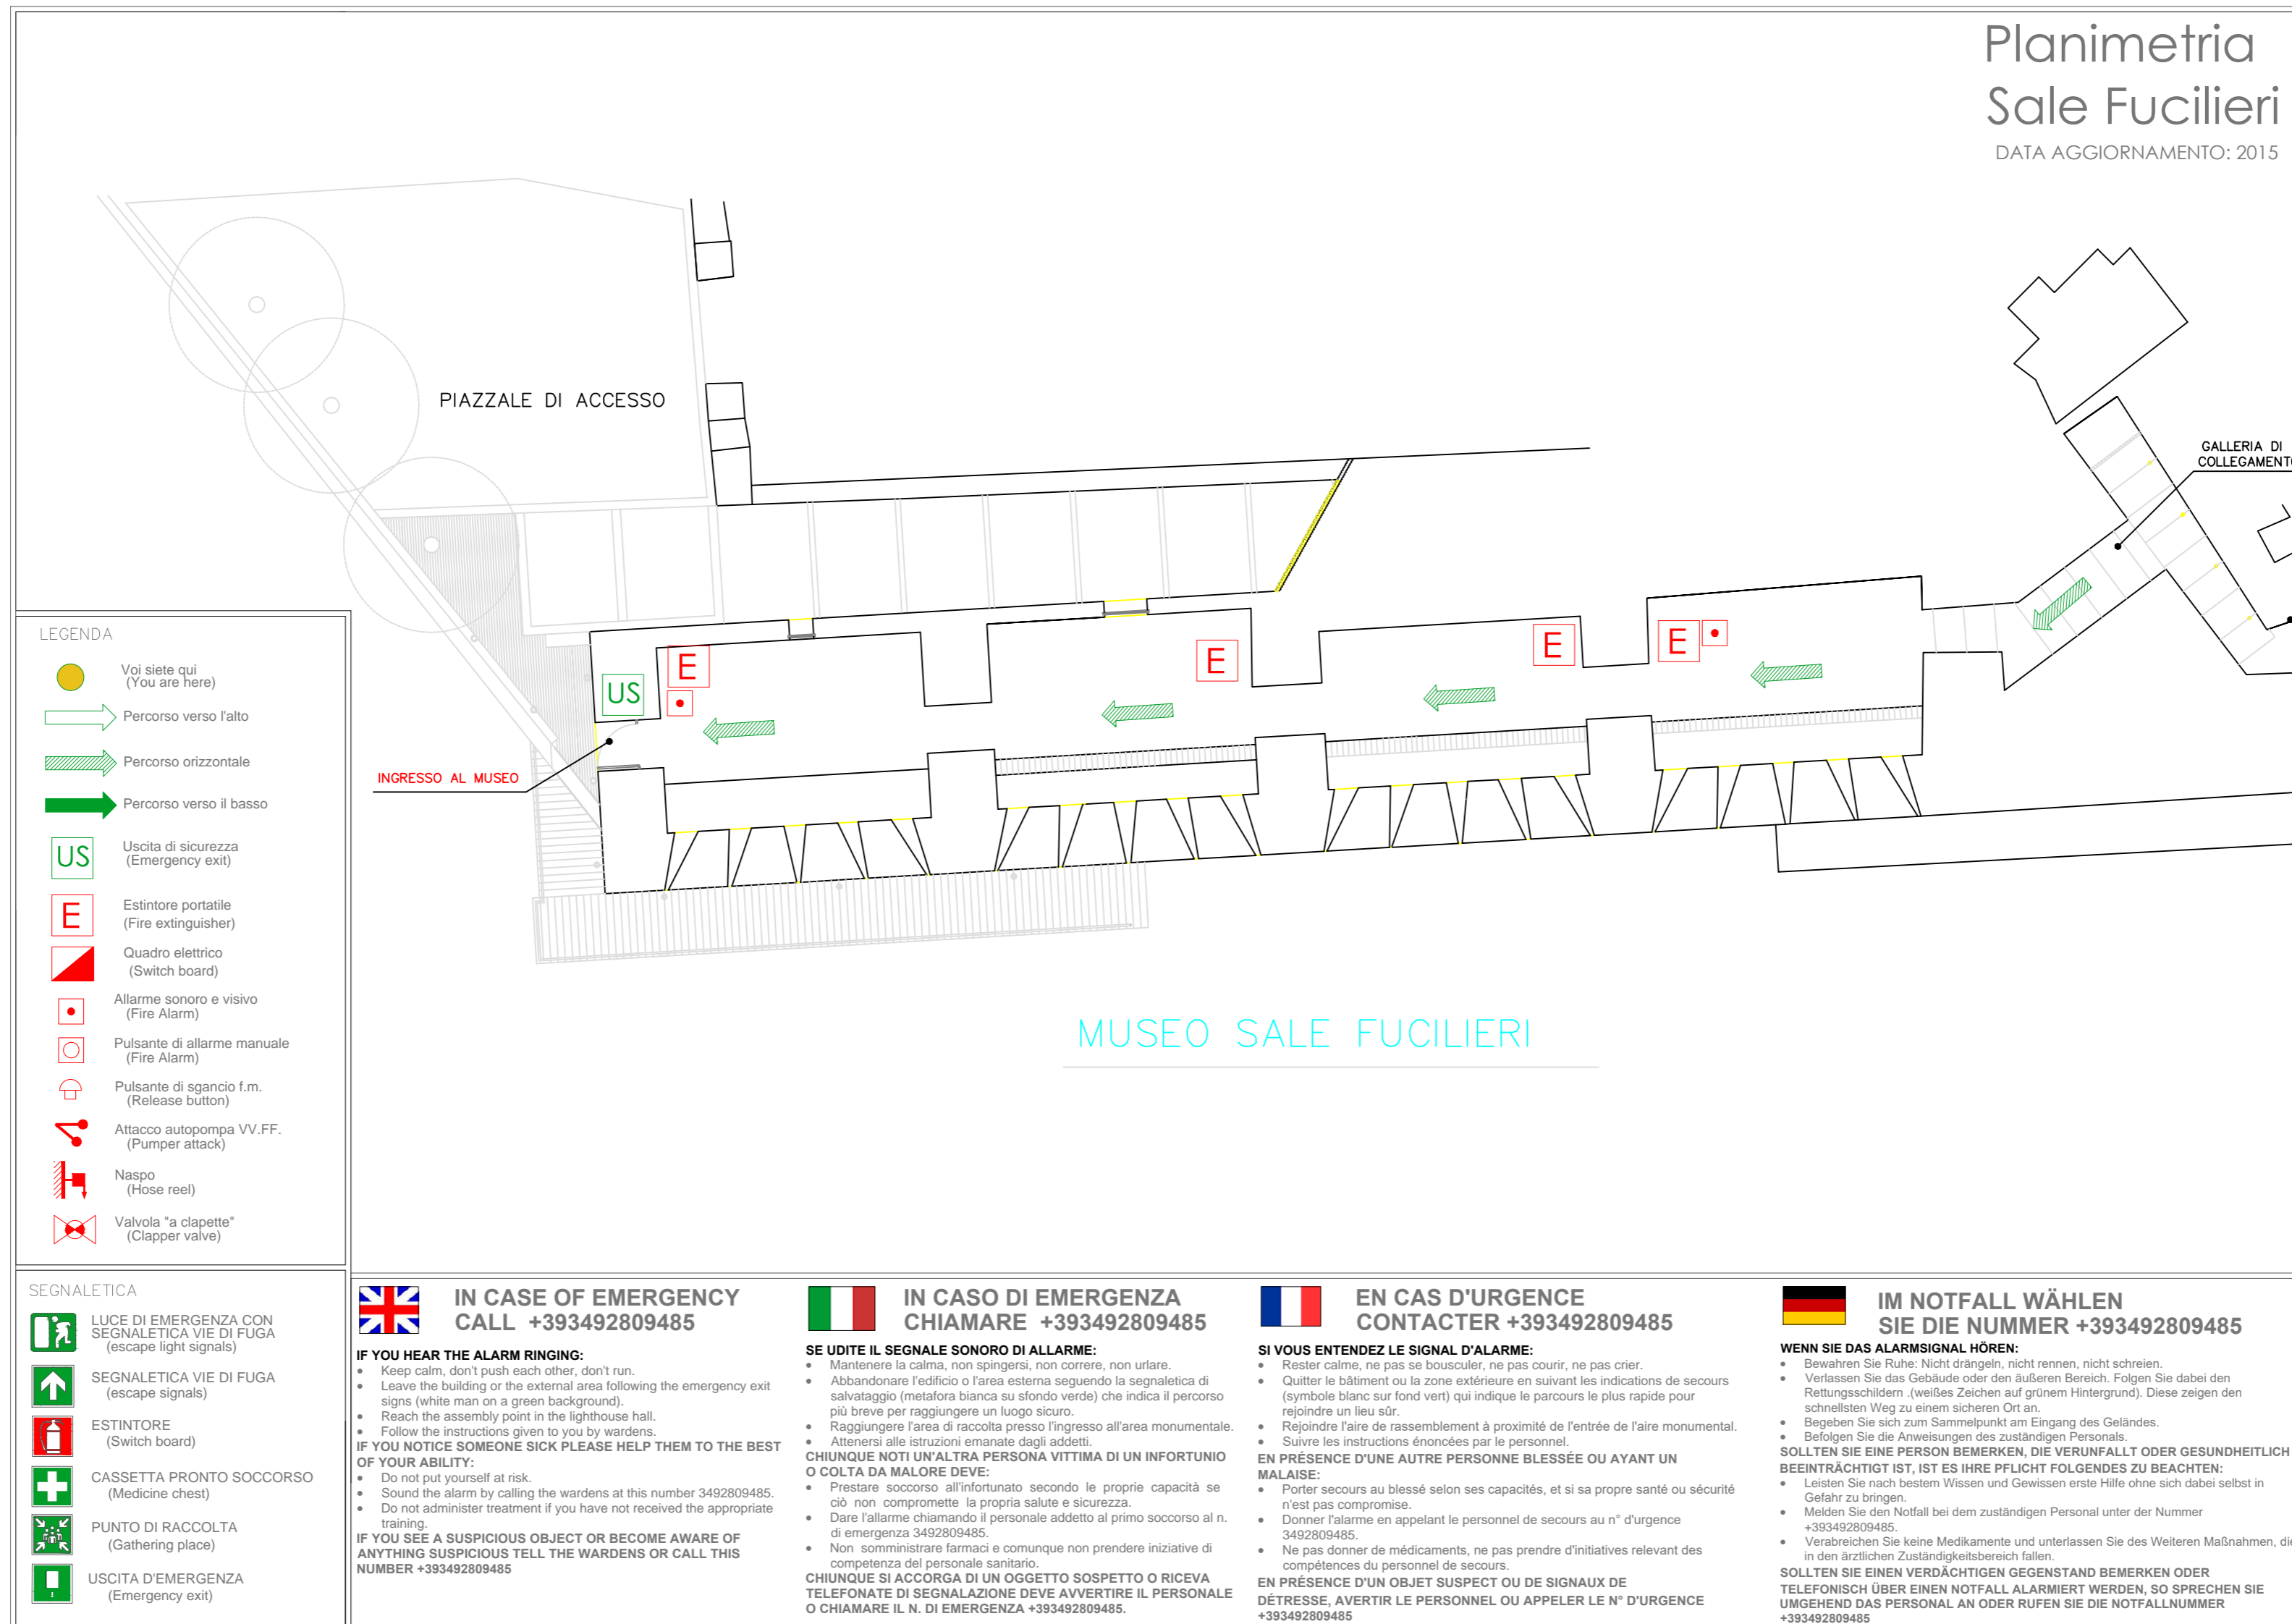 Planimetria
Sale Fucilieri
DATA AGGIORNAMENTO: 2015
PIAZZALE DI ACCESSO
GALLERIA DI
INGRESSO AL MUSEO
US
E
E
E
E
MUSEO SALE FUCILIERI
LEGENDA
Voi siete qui
(You are here)
Percorso verso l'alto
Percorso orizzontale
Percorso verso il basso
US
Uscita di sicurezza
(Emergency exit)
E
Estintore portatile
(Fire extinguisher)
Quadro elettrico
(Switch board)
Allarme sonoro e visivo
(Fire Alarm)
Pulsante di allarme manuale
(Fire Alarm)
Pulsante di sgancio f.m.
(Release button)
Attacco autopompa VV.FF.
(Pumper attack)
Naspo
(Hose reel)
Valvola "a clapette"
(Clapper valve)
SEGNALETICA
LUCE DI EMERGENZA CON
SEGNALETICA VIE DI FUGA
(escape light signals)
SEGNALETICA VIE DI FUGA
(escape signals)
ESTINTORE
(Switch board)
CASSETTA PRONTO SOCCORSO
(Medicine chest)
PUNTO DI RACCOLTA
(Gathering place)
USCITA D'EMERGENZA
(Emergency exit)
IN CASE OF EMERGENCY
CALL +393492809485
IF YOU HEAR THE ALARM RINGING:
• Keep calm, don't push each other, don't run.
• Leave the building or the external area following the emergency exit
signs (white man on a green background).
• Reach the assembly point in the lighthouse hall.
• Follow the instructions given to you by wardens.
IF YOU NOTICE SOMEONE SICK PLEASE HELP THEM TO THE BEST
OF YOUR ABILITY:
• Do not put yourself at risk.
• Sound the alarm by calling the wardens at this number 3492809485.
• Do not administer treatment if you have not received the appropriate
training.
IF YOU SEE A SUSPICIOUS OBJECT OR BECOME AWARE OF
ANYTHING SUSPICIOUS TELL THE WARDENS OR CALL THIS
NUMBER +393492809485
IN CASO DI EMERGENZA
CHIAMARE +393492809485
SE UDITE IL SEGNALE SONORO DI ALLARME:
• Mantenere la calma, non spingersi, non correre, non urlare.
• Abbandonare l'edificio o l'area esterna seguendo la segnaletica di
salvataggio (metafora bianca su sfondo verde) che indica il percorso
più breve per raggiungere un luogo sicuro.
• Raggiungere l'area di raccolta presso l'ingresso all'area monumentale.
• Attenersi alle istruzioni emanate dagli addetti.
CHIUNQUE NOTI UN'ALTRA PERSONA VITTIMA DI UN INFORTUNIO
O COLTA DA MALORE DEVE:
• Prestare soccorso all'infortunato secondo le proprie capacità se
ciò non compromette la propria salute e sicurezza.
• Dare l'allarme chiamando il personale addetto al primo soccorso al n.
di emergenza 3492809485.
• Non somministrare farmaci e comunque non prendere iniziative di
competenza del personale sanitario.
CHIUNQUE SI ACCORGA DI UN OGGETTO SOSPETTO O RICEVA
TELEFONATE DI SEGNALAZIONE DEVE AVVERTIRE IL PERSONALE
O CHIAMARE IL N. DI EMERGENZA +393492809485.
EN CAS D'URGENCE
CONTACTER +393492809485
SI VOUS ENTENDEZ LE SIGNAL D'ALARME:
• Rester calme, ne pas se bousculer, ne pas courir, ne pas crier.
• Quitter le bâtiment ou la zone extérieure en suivant les indications de secours
(symbole blanc sur fond vert) qui indique le parcours le plus rapide pour
rejoindre un lieu sûr.
• Rejoindre l'aire de rassemblement à proximité de l'entrée de l'aire monumental.
• Suivre les instructions énoncées par le personnel.
EN PRÉSENCE D'UNE AUTRE PERSONNE BLESSÉE OU AYANT UN
MALAISE:
• Porter secours au blessé selon ses capacités, et si sa propre santé ou sécurité
n'est pas compromise.
• Donner l'alarme en appelant le personnel de secours au n° d'urgence
3492809485.
• Ne pas donner de médicaments, ne pas prendre d'initiatives relevant des
compétences du personnel de secours.
EN PRÉSENCE D'UN OBJET SUSPECT OU DE SIGNAUX DE
DÉTRESSE, AVERTIR LE PERSONNEL OU APPELER LE N° D'URGENCE
+393492809485
IM NOTFALL WÄHLEN
SIE DIE NUMMER +393492809485
WENN SIE DAS ALARMSIGNAL HÖREN:
• Bewahren Sie Ruhe: Nicht drängeln, nicht rennen, nicht schreien.
• Verlassen Sie das Gebäude oder den äußeren Bereich. Folgen Sie dabei den
Rettungsschildern .(weißes Zeichen auf grünem Hintergrund). Diese zeigen den
schnellsten Weg zu einem sicheren Ort an.
• Begeben Sie sich zum Sammelpunkt am Eingang des Geländes.
• Befolgen Sie die Anweisungen des zuständigen Personals.
SOLLTEN SIE EINE PERSON BEMERKEN, DIE VERUNFALLT ODER GESUNDHEITLICH
BEEINTRÄCHTIGT IST, IST ES IHRE PFLICHT FOLGENDES ZU BEACHTEN:
• Leisten Sie nach bestem Wissen und Gewissen erste Hilfe ohne sich dabei selbst in
Gefahr zu bringen.
• Melden Sie den Notfall bei dem zuständigen Personal unter der Nummer
+393492809485.
• Verabreichen Sie keine Medikamente und unterlassen Sie des Weiteren Maßnahmen, die
in den ärztlichen Zuständigkeitsbereich fallen.
SOLLTEN SIE EINEN VERDÄCHTIGEN GEGENSTAND BEMERKEN ODER
TELEFONISCH ÜBER EINEN NOTFALL ALARMIERT WERDEN, SO SPRECHEN SIE
UMGEHEND DAS PERSONAL AN ODER RUFEN SIE DIE NOTFALLNUMMER
+393492809485